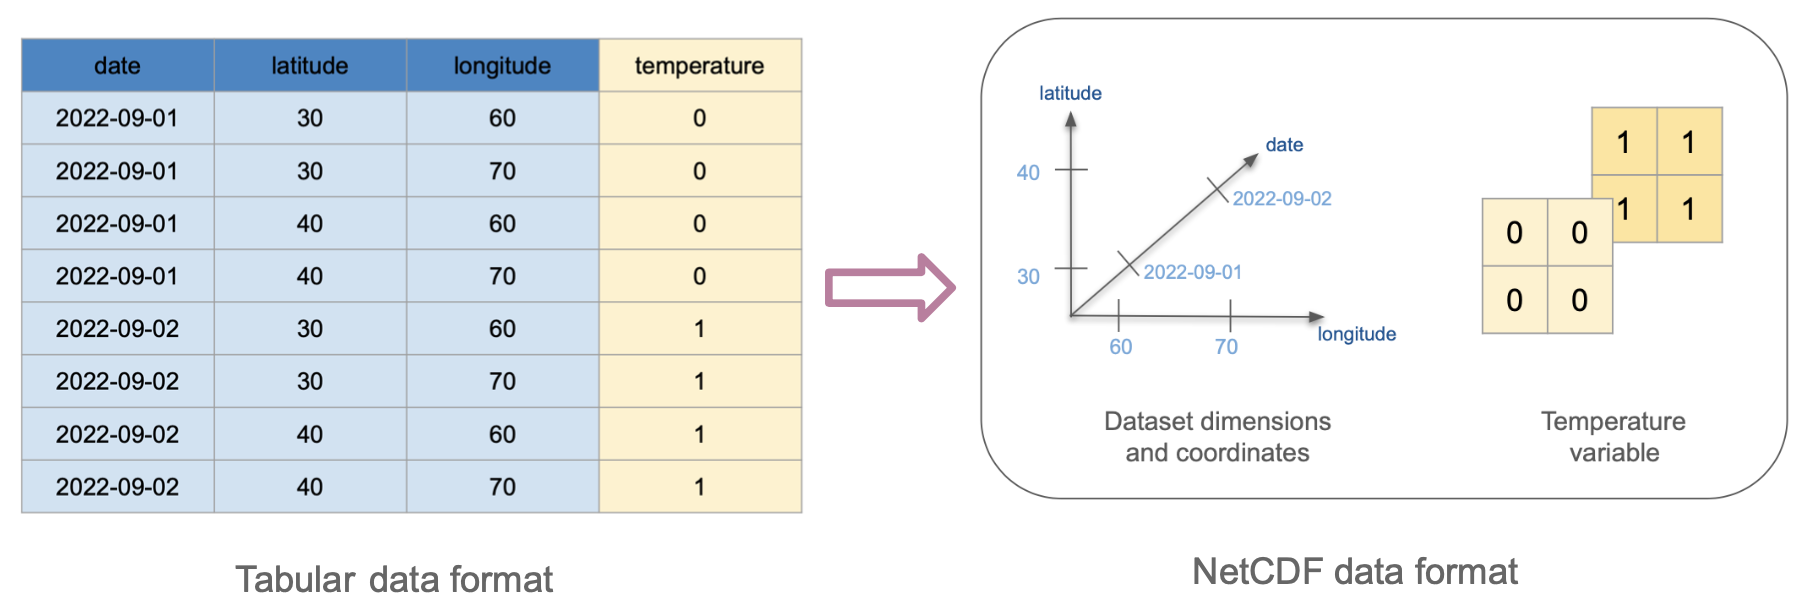 date latitude longitude temperature
2022-09-01 30 60 0
2022-09-01 30 70 0
2022-09-01 40 60 0
2022-09-01 40 70 0
2022-09-02 30 60 1
2022-09-02 30 70 1
2022-09-02 40 60 1
2022-09-02 40 70 1
Tabular data format
latitude
date
40
2022-09-02
30
2022-09-01
longitude
60 70
Dataset dimensions
and coordinates
1 1
1 1
0 0
0 0
Temperature
variable
NetCDF data format